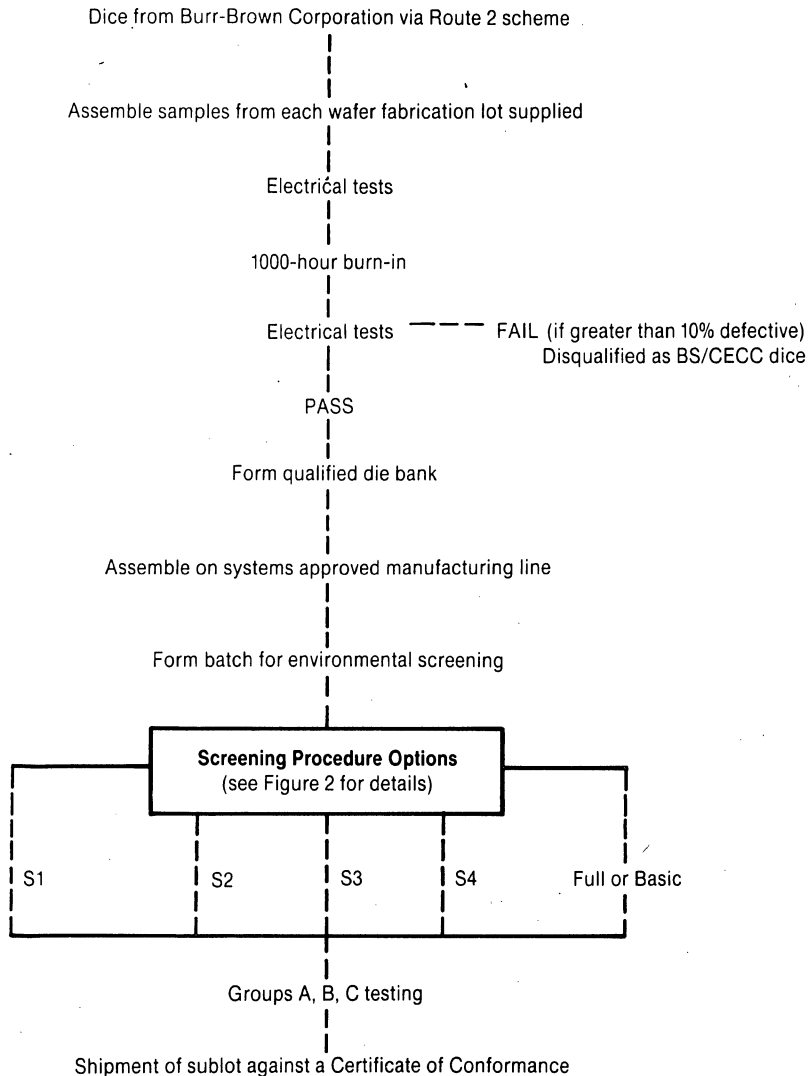 Dice from Burr-Brown Corporation via Route 2 scheme
Assemble samples from each wafer fabrication lot supplied
Electrical tests
1000-hour burn-in
Electrical tests
FAIL (if greater than 10% defective)
Disqualified as BS/CECC dice
PASS
Form qualified die bank
Assemble on systems approved manufacturing line
Form batch for environmental screening
Screening Procedure Options
(see Figure 2 for details)
S1
S2
S3
S4
Full or Basic
Groups A, B, C testing
Shipment of sublot against a Certificate of Conformance